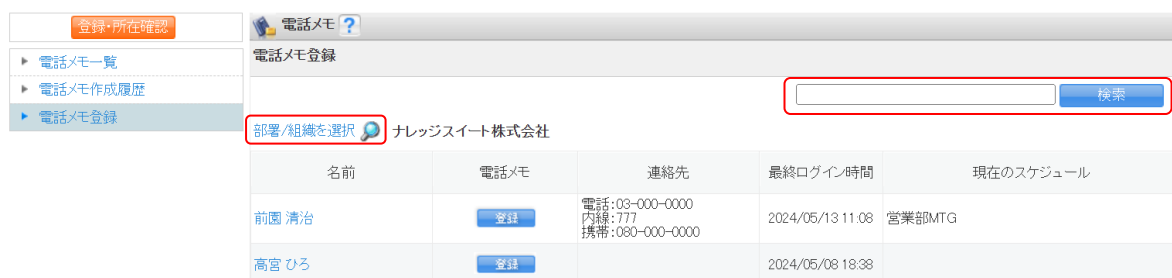 登録・所在確認
電話メモ一覧
電話メモ作成履歴
電話メモ登録
電話メモ ?
電話メモ登録
検索
部署/組織を選択 ナレッジスイート株式会社
名前 電話メモ 連絡先 最終ログイン時間 現在のスケジュール
前園 清治 登録 電話:03-000-0000 2024/05/13 11:08 営業部MTG
内線:777
携帯:080-000-0000
高宮 ひろ 登録 2024/05/08 18:38